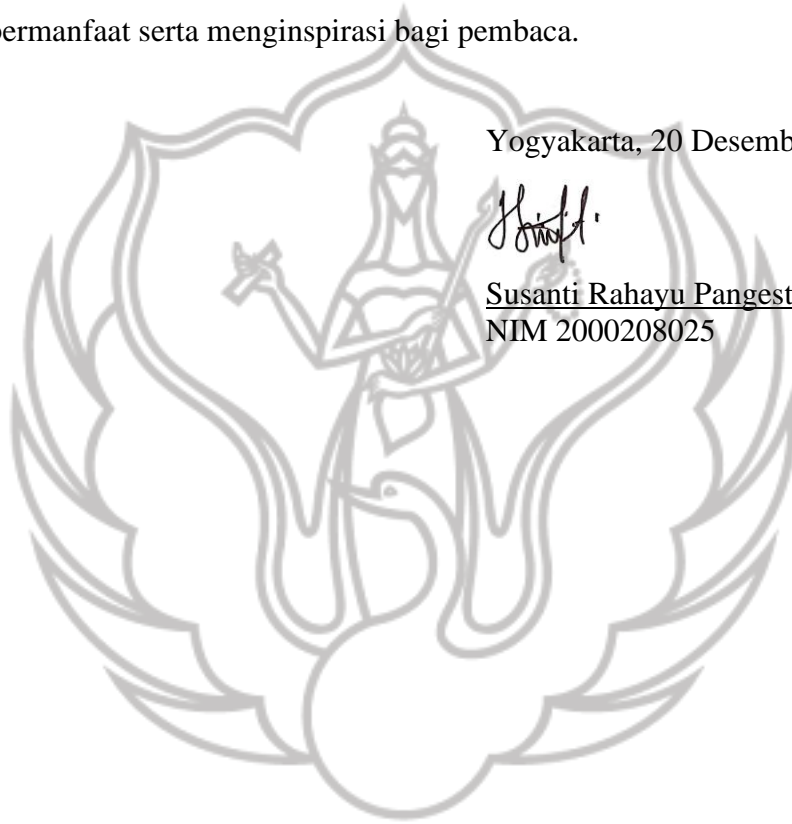 bermanfaat serta menginspirasi bagi pembaca.
Yogyakarta, 20 Desemb
Susanti Rahayu Pangest
NIM 2000208025